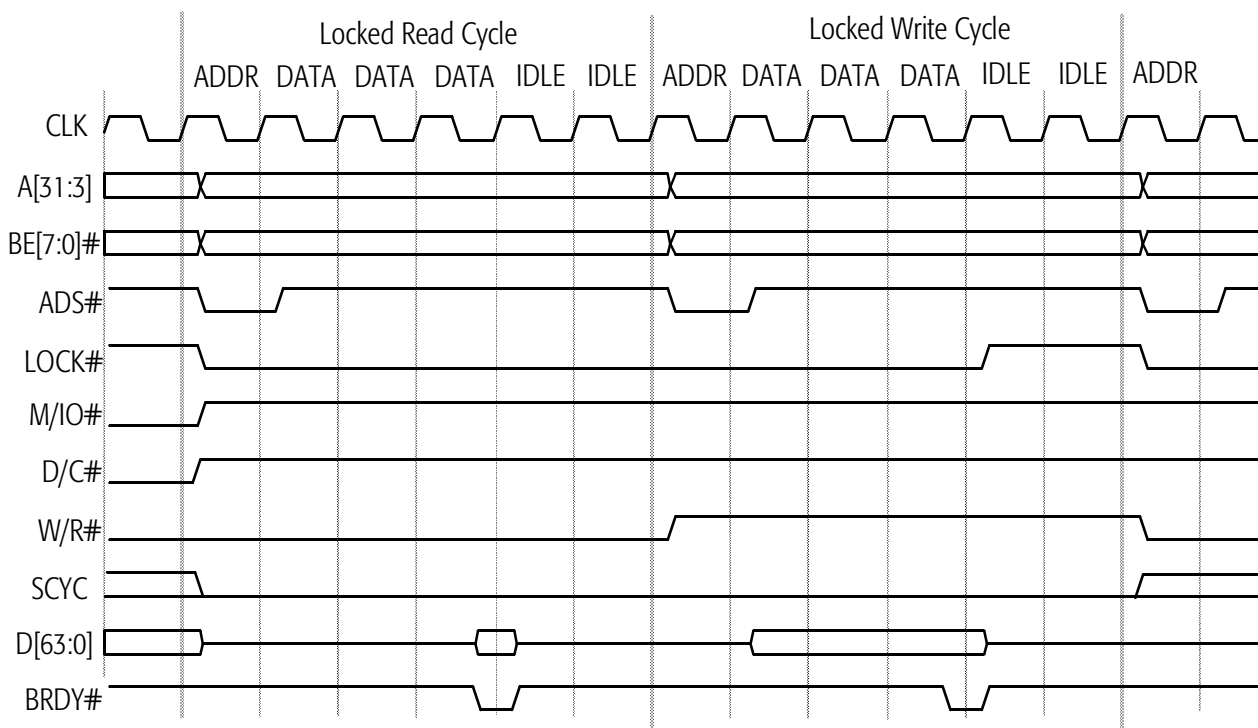 Locked Read Cycle Locked Write Cycle
ADDR DATA DATA DATA IDLE IDLE ADDR DATA DATA DATA IDLE IDLE ADDR
CLK
A[31:3]
BE[7:0]#
ADS#
LOCK#
M/IO#
D/C#
W/R#
SCYC
D[63:0]
BRDY#